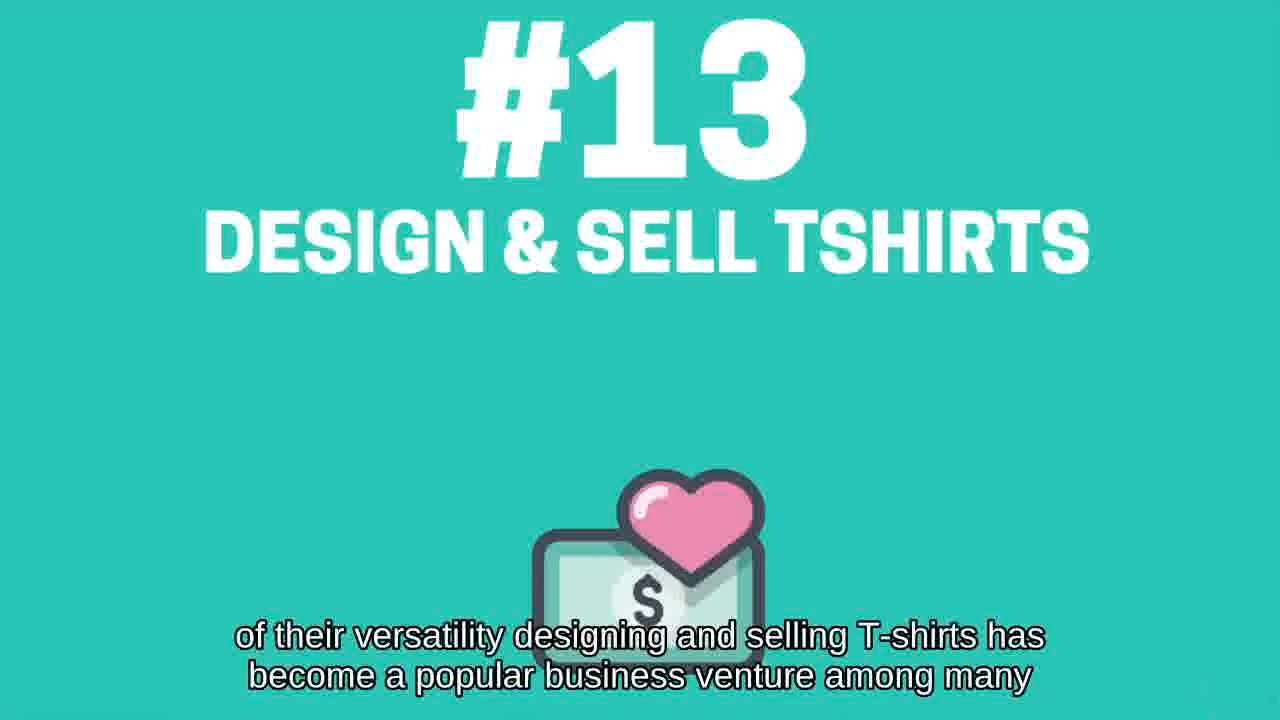 #13
DESIGN & SELL TSHIRTS
$
of their versatility designing and selling T-shirts has
become a popular business venture among many